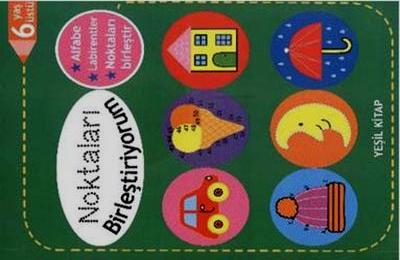 6 yaş
üstü
★ Alfabe
★ Labirentler
★ Noktaları
birleştir
Noktaları
Birleştiriyorum
YEŞİL KİTAP